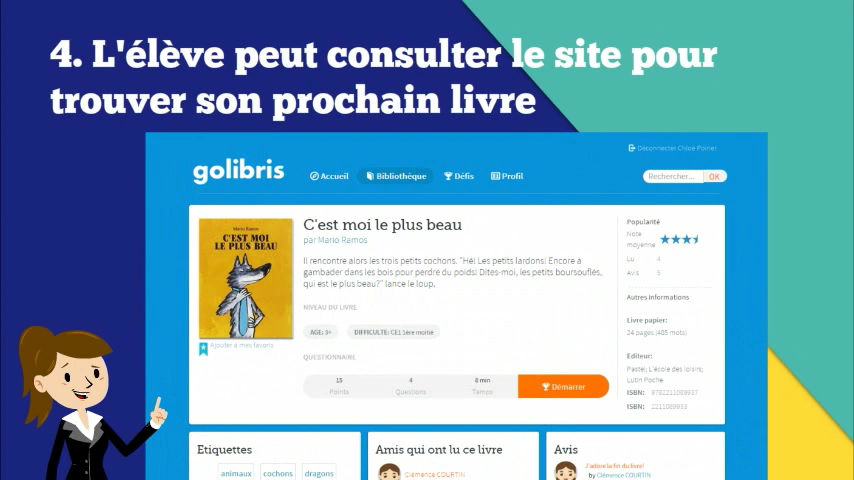 4. L'élève peut consulter le site pour
trouver son prochain livre
Déconnecter Chloé Poirier
golibris
Accueil
Bibliothèque
Défis
Profil
Rechercher...
OK
Mario Ramos
C'EST MOI
LE PLUS BEAU
Ajouter à mes favoris
C'est moi le plus beau
par Mario Ramos
Il rencontre alors les trois petits cochons. "Hé! Les petits lardons! Encore à
gambader dans les bois pour perdre du poids! Dites-moi, les petits boursouflés,
qui est le plus beau?" lance le loup.
NIVEAU DU LIVRE
DIFFICULTE: CE1 1ère moitié
QUESTIONNAIRE
15
Points
4
Questions
8 min
Temps
Démarrer
Popularité
Note
moyenne
Lu 4
Avis 5
Autres informations
Livre papier:
24 pages (405 mots)
Editeur:
Pastel; L'école des loisirs;
Lutin Poche
ISBN:
ISBN:
Etiquettes
animaux
cochons
dragons
Amis qui ont lu ce livre
Clémence COURTIN
Avis
J'adore la fin du livre!
by Clémence COURTIN